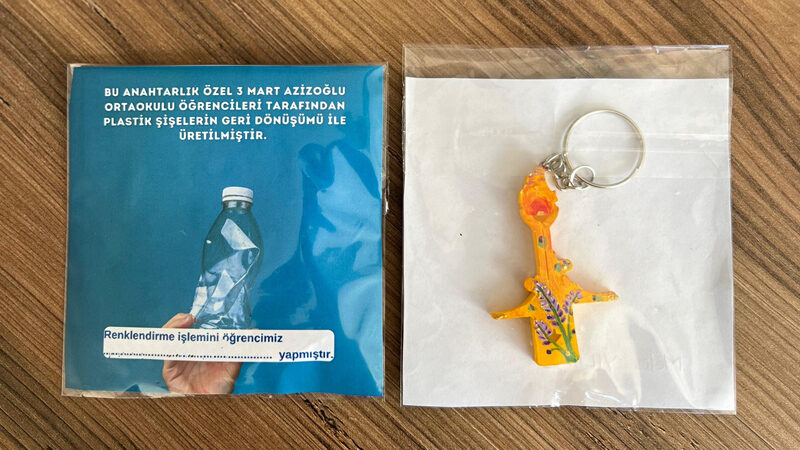 BU ANAHTARLIK ÖZEL 3 MART AZİZOĞLU
ORTAOKULU ÖĞRENCİLERİ TARAFINDAN
PLASTİK ŞİŞELERİN GERİ DÖNÜŞÜMÜ İLE
ÜRETİLMİŞTİR.
Renklendirme işlemini öğrencimiz
................................................ yapmıştır.